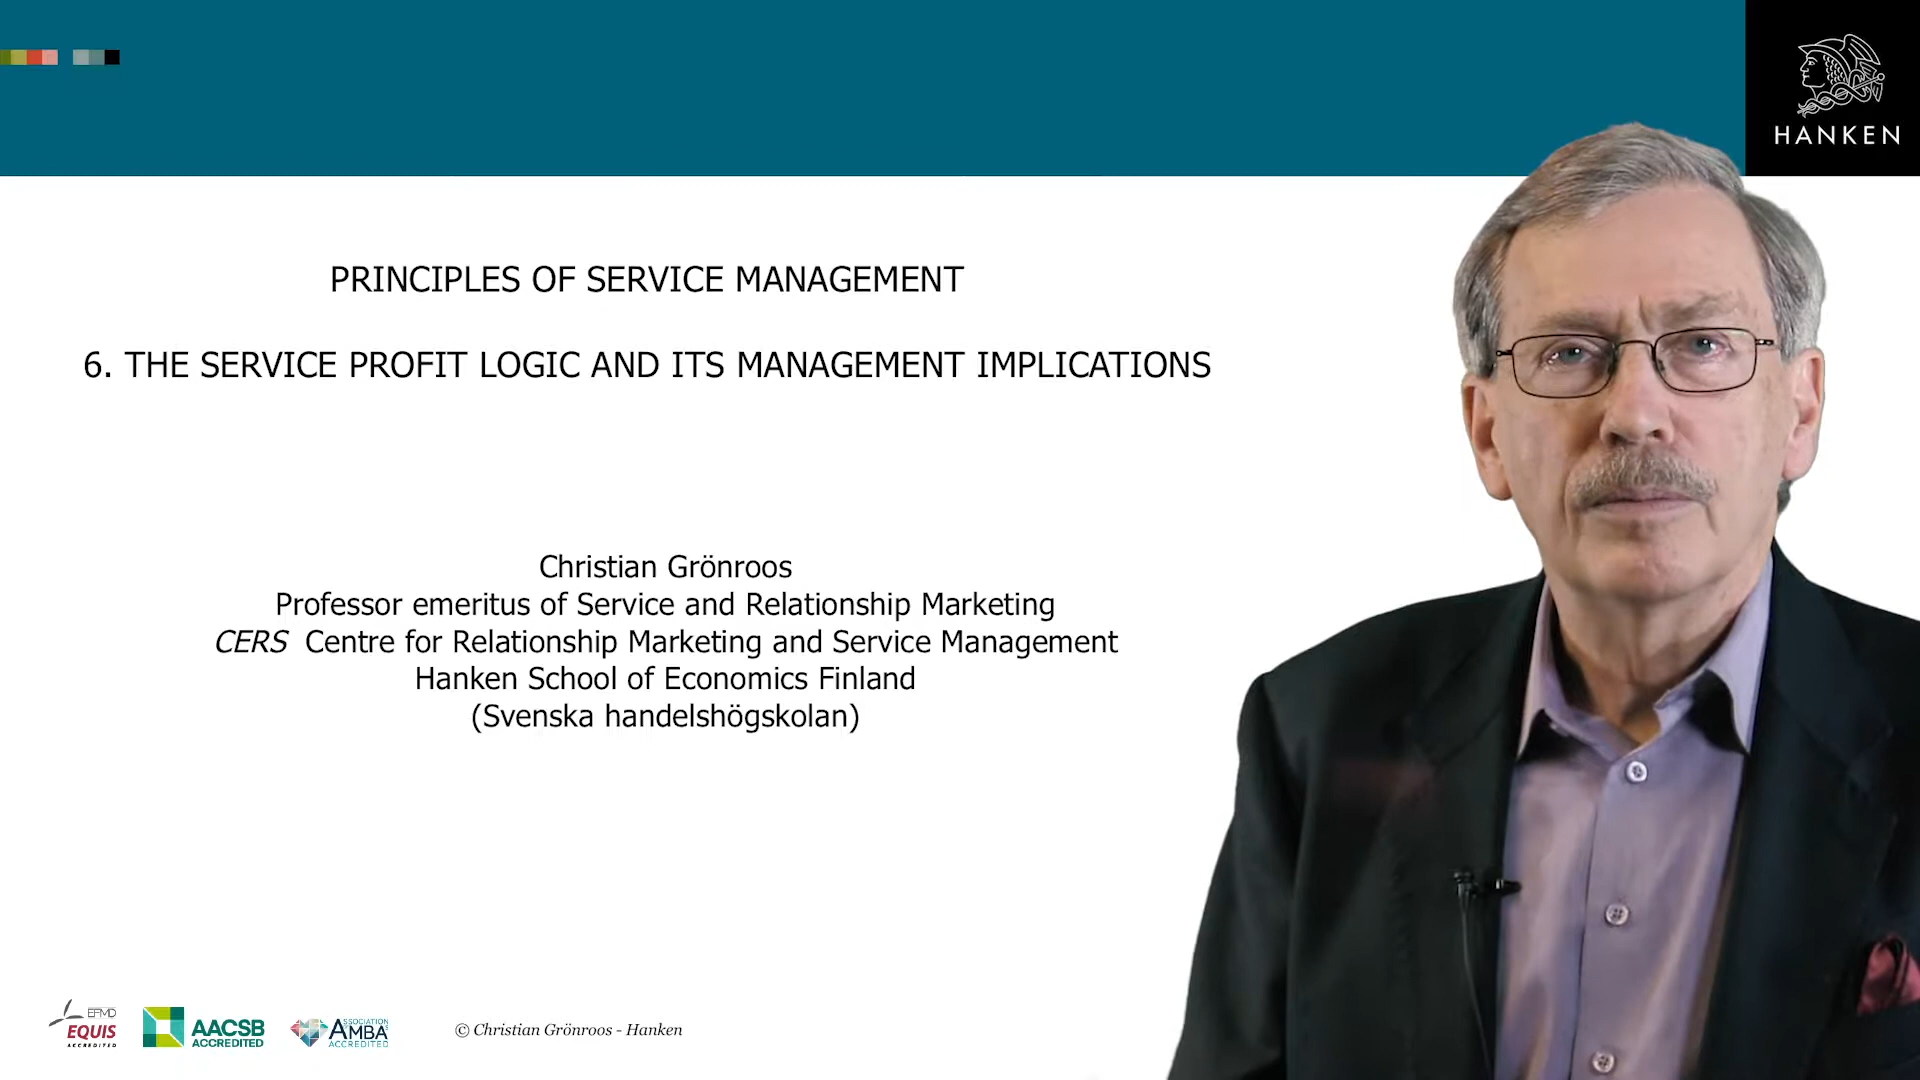 HANKEN
PRINCIPLES OF SERVICE MANAGEMENT
6. THE SERVICE PROFIT LOGIC AND ITS MANAGEMENT IMPLICATIONS
Christian Grönroos
Professor emeritus of Service and Relationship Marketing
CERS Centre for Relationship Marketing and Service Management
Hanken School of Economics Finland
(Svenska handelshögskolan)
EFMD
EQUIS
ACCREDITED
AACSB
ACCREDITED
ASSOCIATION
AMBA
ACCREDITED
© Christian Grönroos - Hanken